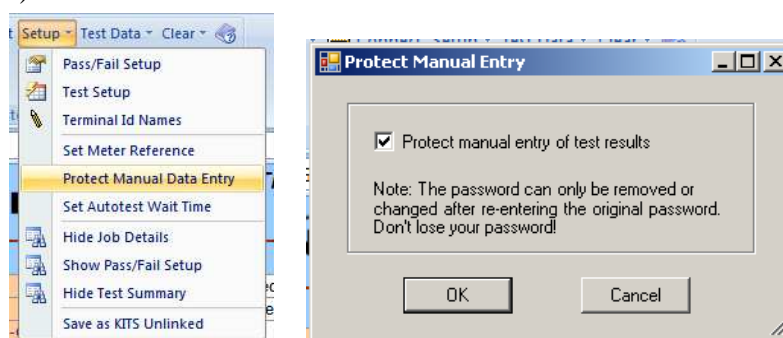 Setup Test Data Clear
Pass/Fail Setup
Test Setup
Terminal Id Names
Set Meter Reference
Protect Manual Data Entry
Set Autotest Wait Time
Hide Job Details
Show Pass/Fail Setup
Hide Test Summary
Save as KITS Unlinked
Protect Manual Entry
Protect manual entry of test results
Note: The password can only be removed or
changed after re-entering the original password.
Don't lose your password!
OK Cancel